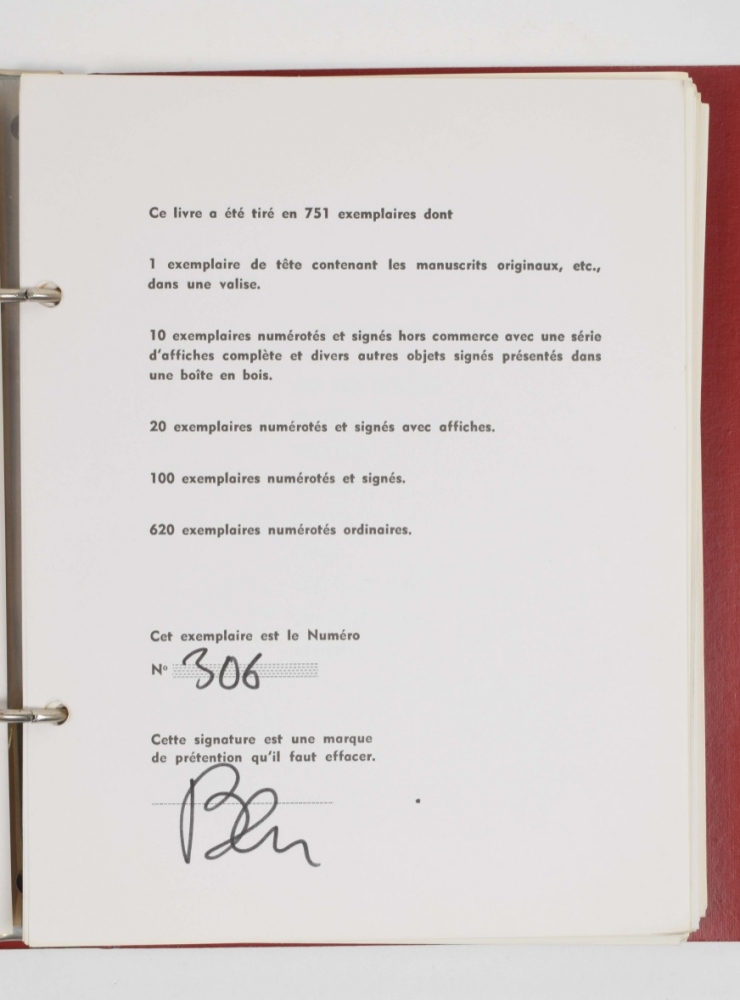 Ce livre a été tiré en 751 exemplaires dont
1 exemplaire de tête contenant les manuscrits originaux, etc.,
dans une valise.
10 exemplaires numérotés et signés hors commerce avec une série
d'affiches complète et divers autres objets signés présentés dans
une boîte en bois.
20 exemplaires numérotés et signés avec affiches.
100 exemplaires numérotés et signés.
620 exemplaires numérotés ordinaires.
Cet exemplaire est le Numéro
Nº 306
Cette signature est une marque
de prétention qu'il faut effacer.
Ben